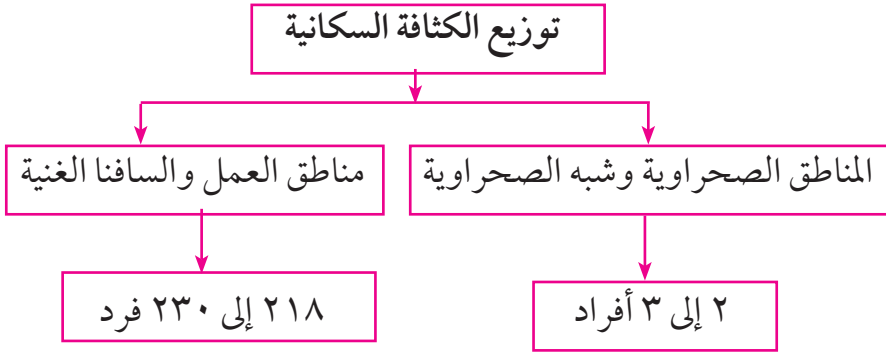 توزيع الكثافة السكانية
المناطق الصحراوية وشبه الصحراوية
مناطق العمل والسافنا الغنية
٢ إلى ٣ أفراد
٢١٨ إلى ٢٣٠ فرد